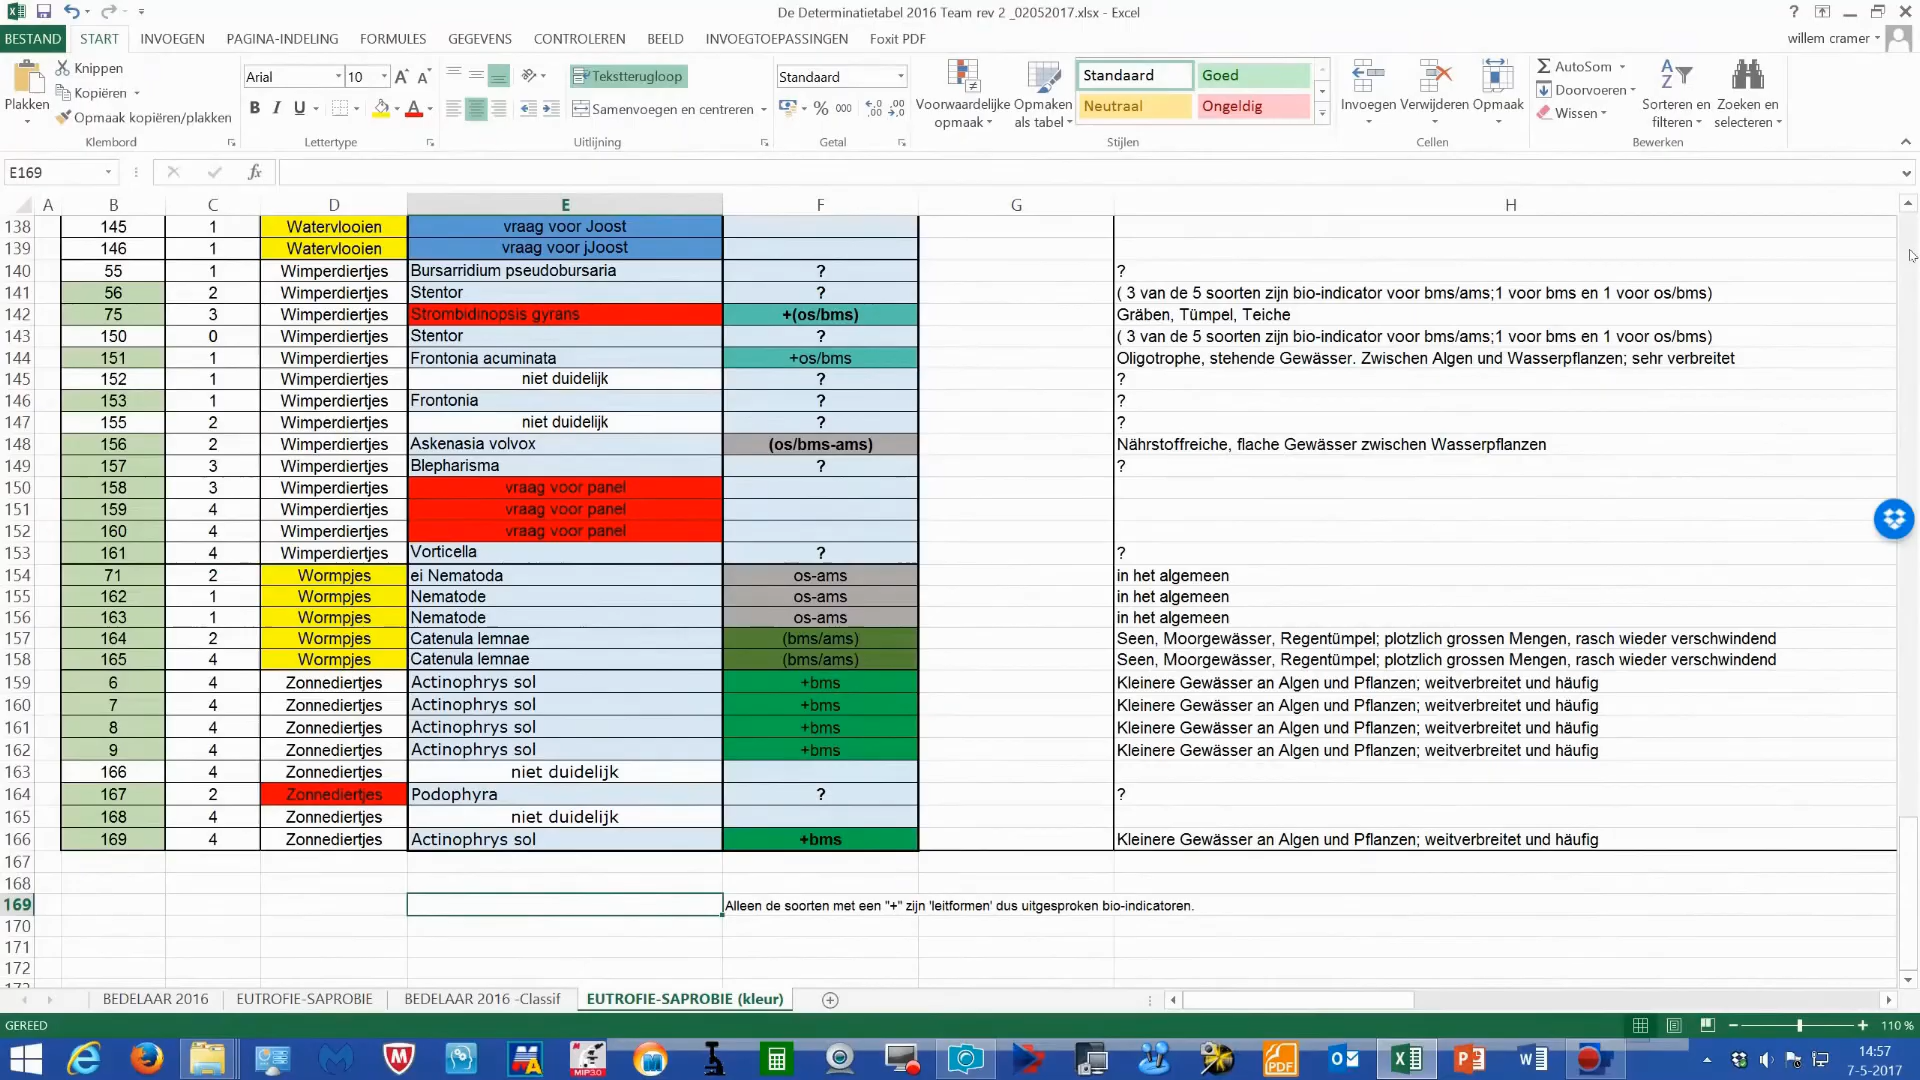 De Determinatietabel 2016 Team rev 2 _02052017.xlsx - Excel
BESTAND START INVOEGEN PAGINA-INDELING FORMULES GEGEVENS CONTROLEREN BEELD INVOEGTOEPASSINGEN Foxit PDF willem cramer
Plakken
Knippen
Kopiëren
Opmaak kopiëren/plakken
Klembord
Arial 10
B I U
Lettertype
Tekstterugloop
Samenvoegen en centreren
Uitlijning
Standaard
% 000
Getal
Voorwaardelijke opmaak
Opmaken als tabel
Standaard Goed
Neutraal Ongeldig
Stijlen
Invoegen Verwijderen Opmaak
Cellen
AutoSom
Doorvoeren
Wissen
Sorteren en filteren
Zoeken en selecteren
Bewerken
E169 fx
A B C D E F G H
138 145 1 Watervlooien vraag voor Joost
139 146 1 Watervlooien vraag voor jJoost
140 55 1 Wimperdiertjes Bursarridium pseudobursaria ? ?
141 56 2 Wimperdiertjes Stentor ? ( 3 van de 5 soorten zijn bio-indicator voor bms/ams;1 voor bms en 1 voor os/bms)
142 75 3 Wimperdiertjes Strombidinopsis gyrans +(os/bms) Gräben, Tümpel, Teiche
143 150 0 Wimperdiertjes Stentor ? ( 3 van de 5 soorten zijn bio-indicator voor bms/ams;1 voor bms en 1 voor os/bms)
144 151 1 Wimperdiertjes Frontonia acuminata +os/bms Oligotrophe, stehende Gewässer. Zwischen Algen und Wasserpflanzen; sehr verbreitet
145 152 1 Wimperdiertjes niet duidelijk ? ?
146 153 1 Wimperdiertjes Frontonia ? ?
147 155 2 Wimperdiertjes niet duidelijk ? ?
148 156 2 Wimperdiertjes Askenasia volvox (os/bms-ams) Nährstoffreiche, flache Gewässer zwischen Wasserpflanzen
149 157 3 Wimperdiertjes Blepharisma ? ?
150 158 3 Wimperdiertjes vraag voor panel
151 159 4 Wimperdiertjes vraag voor panel
152 160 4 Wimperdiertjes vraag voor panel
153 161 4 Wimperdiertjes Vorticella ? ?
154 71 2 Wormpjes ei Nematoda os-ams in het algemeen
155 162 1 Wormpjes Nematode os-ams in het algemeen
156 163 1 Wormpjes Nematode os-ams in het algemeen
157 164 2 Wormpjes Catenula lemnae (bms/ams) Seen, Moorgewässer, Regentümpel; plotzlich grossen Mengen, rasch wieder verschwindend
158 165 4 Wormpjes Catenula lemnae (bms/ams) Seen, Moorgewässer, Regentümpel; plotzlich grossen Mengen, rasch wieder verschwindend
159 6 4 Zonnediertjes Actinophrys sol +bms Kleinere Gewässer an Algen und Pflanzen; weitverbreitet und häufig
160 7 4 Zonnediertjes Actinophrys sol +bms Kleinere Gewässer an Algen und Pflanzen; weitverbreitet und häufig
161 8 4 Zonnediertjes Actinophrys sol +bms Kleinere Gewässer an Algen und Pflanzen; weitverbreitet und häufig
162 9 4 Zonnediertjes Actinophrys sol +bms Kleinere Gewässer an Algen und Pflanzen; weitverbreitet und häufig
163 166 4 Zonnediertjes niet duidelijk
164 167 2 Zonnediertjes Podophyra ? ?
165 168 4 Zonnediertjes niet duidelijk
166 169 4 Zonnediertjes Actinophrys sol +bms Kleinere Gewässer an Algen und Pflanzen; weitverbreitet und häufig
167
168
169 Alleen de soorten met een "+" zijn 'leitformen' dus uitgesproken bio-indicatoren.
170
171
172
BEDELAAR 2016 EUTROFIE-SAPROBIE BEDELAAR 2016 -Classif EUTROFIE-SAPROBIE (kleur)
GEREED 110 %
14:57
7-5-2017